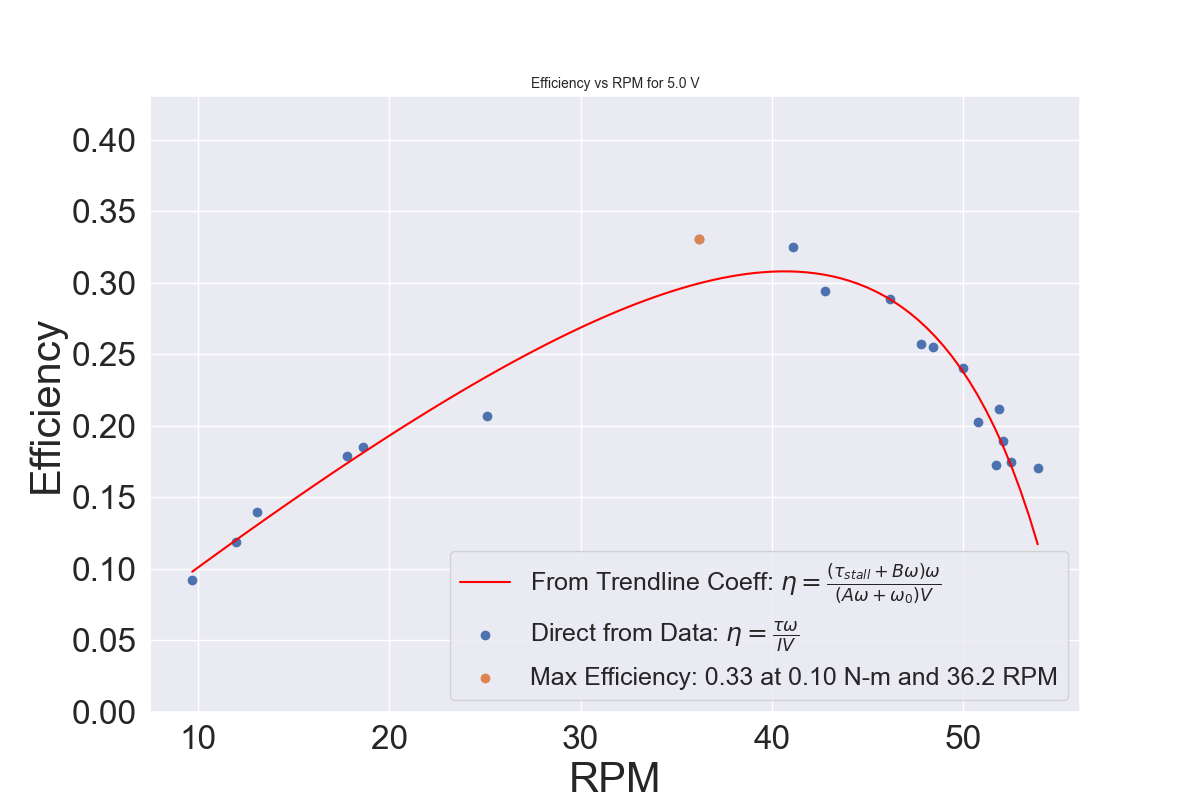 Efficiency vs RPM for 5.0 V
0.40
0.35
0.30
0.25
0.20
0.15
0.10
0.05
0.00
Efficiency
From Trendline Coeff: η = (τ_stall + Bω)ω / (Aω + ω_0)V
Direct from Data: η = τω / IV
Max Efficiency: 0.33 at 0.10 N-m and 36.2 RPM
10 20 30 40 50
RPM